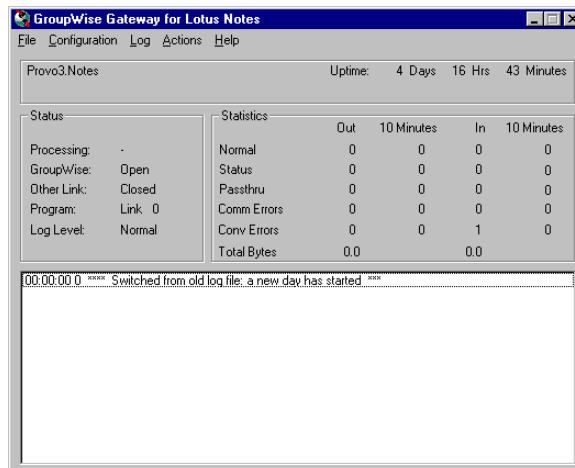 GroupWise Gateway for Lotus Notes
File Configuration Log Actions Help
Provo3.Notes Uptime: 4 Days 16 Hrs 43 Minutes
Status
Processing: -
GroupWise: Open
Other Link: Closed
Program: Link 0
Log Level: Normal
Statistics
Out 10 Minutes In 10 Minutes
Normal 0 0 0 0
Status 0 0 0 0
Passthru 0 0 0 0
Comm Errors 0 0 0 0
Conv Errors 0 0 1 0
Total Bytes 0.0 0.0
00:00:00 0 **** Switched from old log file: a new day has started ***